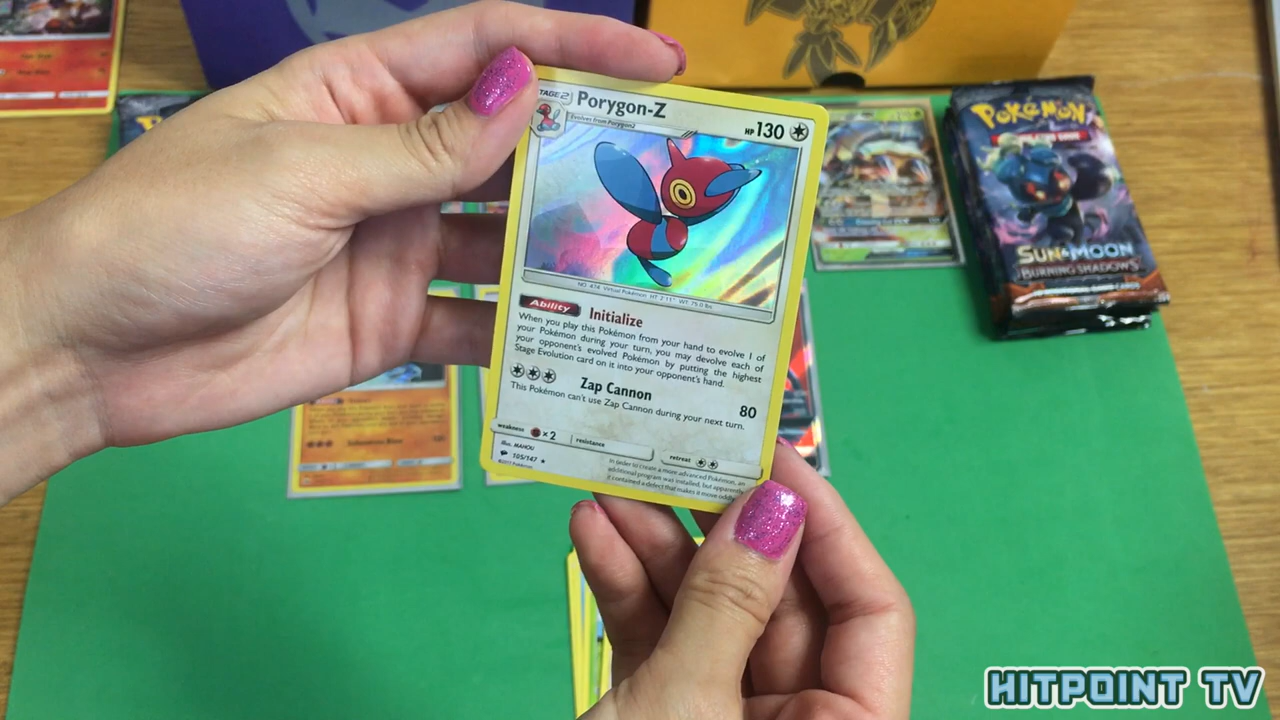 STAGE 2
Porygon-Z
HP 130
Evolves from Porygon2
NO. 474 Virtual Pokémon HT: 2'11" WT: 75.0 lbs.
Ability Initialize
When you play this Pokémon from your hand to evolve 1 of
your Pokémon during your turn, you may devolve each of
your opponent's evolved Pokémon by putting the highest
Stage Evolution card on it into your opponent's hand.
Zap Cannon 80
This Pokémon can't use Zap Cannon during your next turn.
weakness ×2 resistance retreat
Illus. MAHOU
105/147
©2017 Pokémon
In order to create a more advanced Pokémon, an
additional program was installed, but apparently
it contained a defect that makes it move oddly.
POKÉMON
SUN & MOON
BURNING SHADOWS
HITPOINT TV